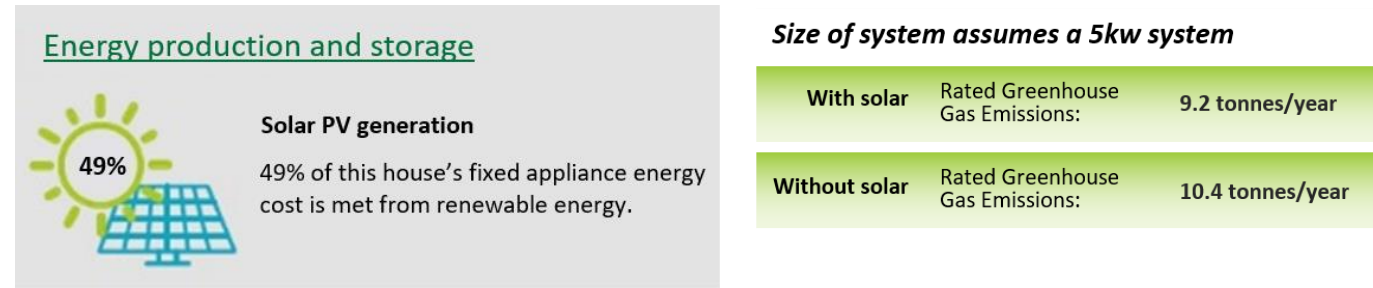 Energy production and storage
49%
Solar PV generation
49% of this house's fixed appliance energy
cost is met from renewable energy.
Size of system assumes a 5kw system
With solar
Rated Greenhouse
Gas Emissions:
9.2 tonnes/year
Without solar
Rated Greenhouse
Gas Emissions:
10.4 tonnes/year